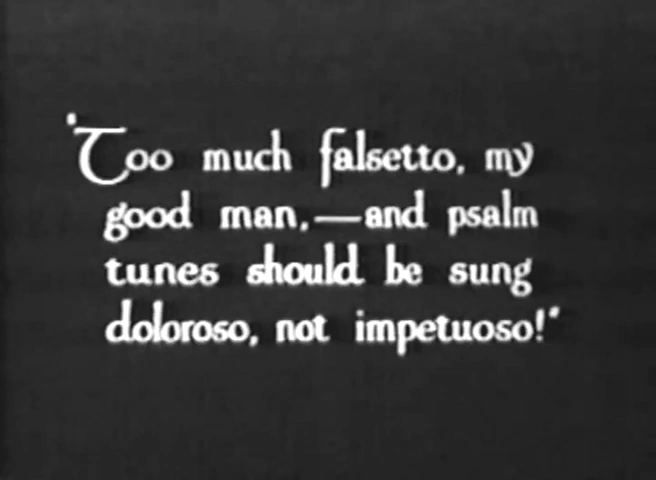 "Too much falsetto, my
good man,—and psalm
tunes should be sung
doloroso, not impetuoso!"